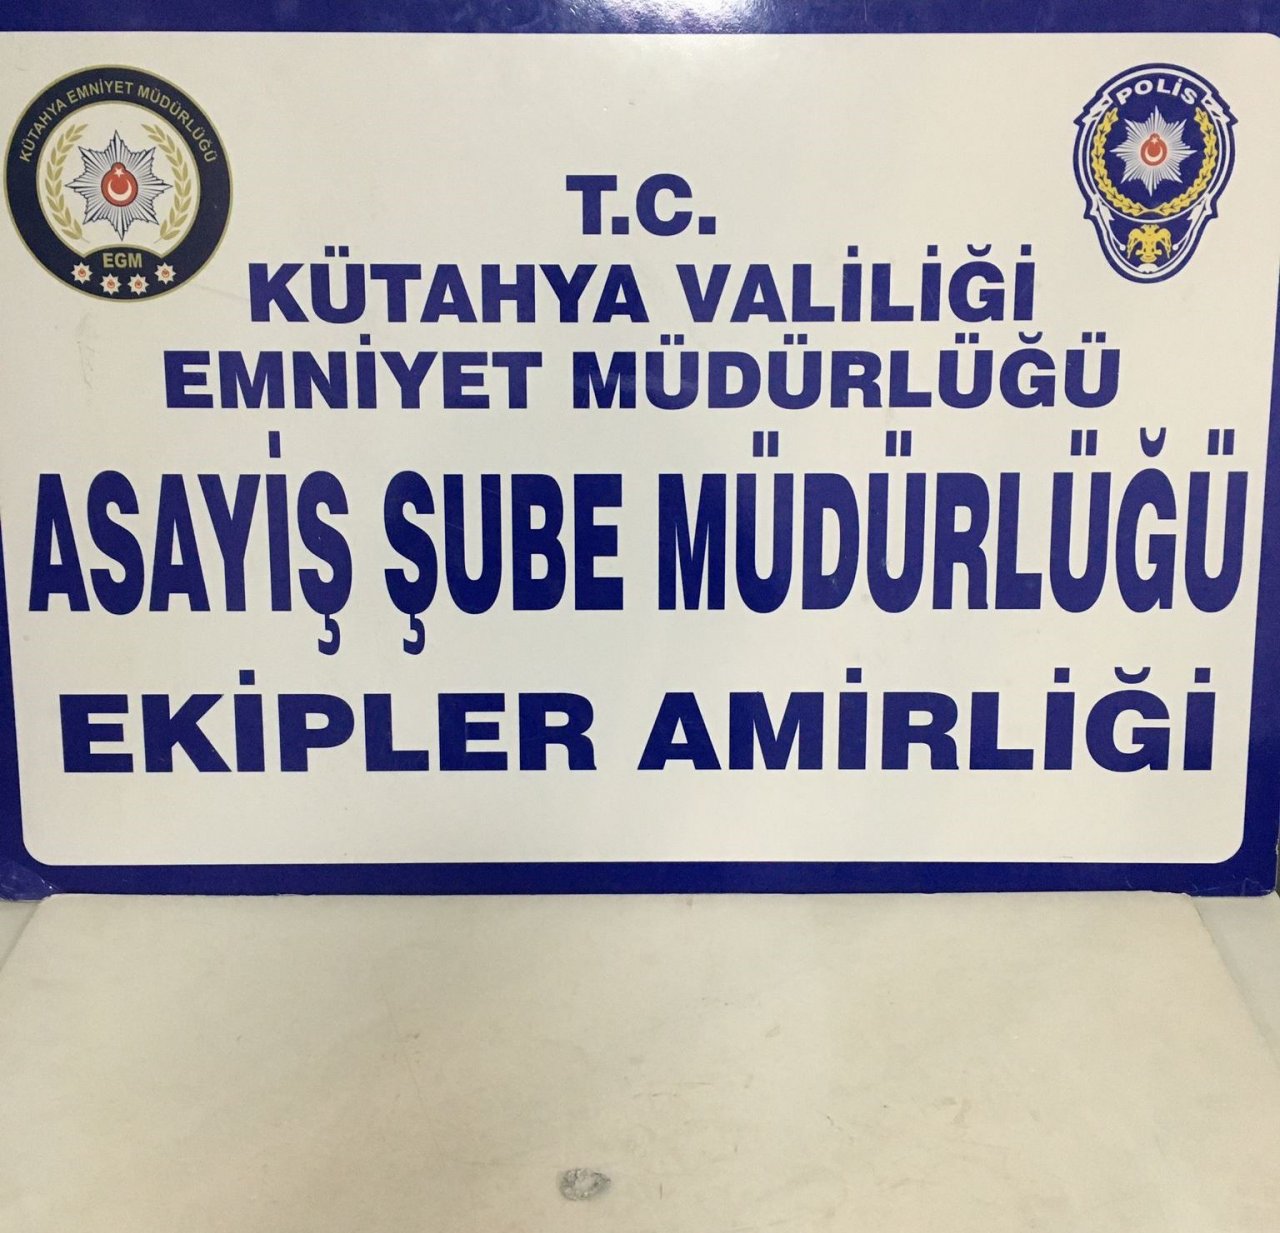 KÜTAHYA EMNİYET MÜDÜRLÜĞÜ
EGM
POLİS
T.C.
KÜTAHYA VALİLİĞİ
EMNİYET MÜDÜRLÜĞÜ
ASAYİŞ ŞUBE MÜDÜRLÜĞÜ
EKİPLER AMİRLİĞİ